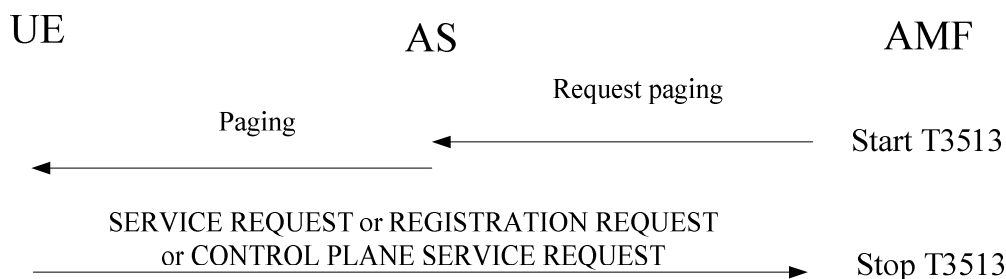 UE AS AMF
Request paging
Paging
Start T3513
SERVICE REQUEST or REGISTRATION REQUEST
or CONTROL PLANE SERVICE REQUEST
Stop T3513